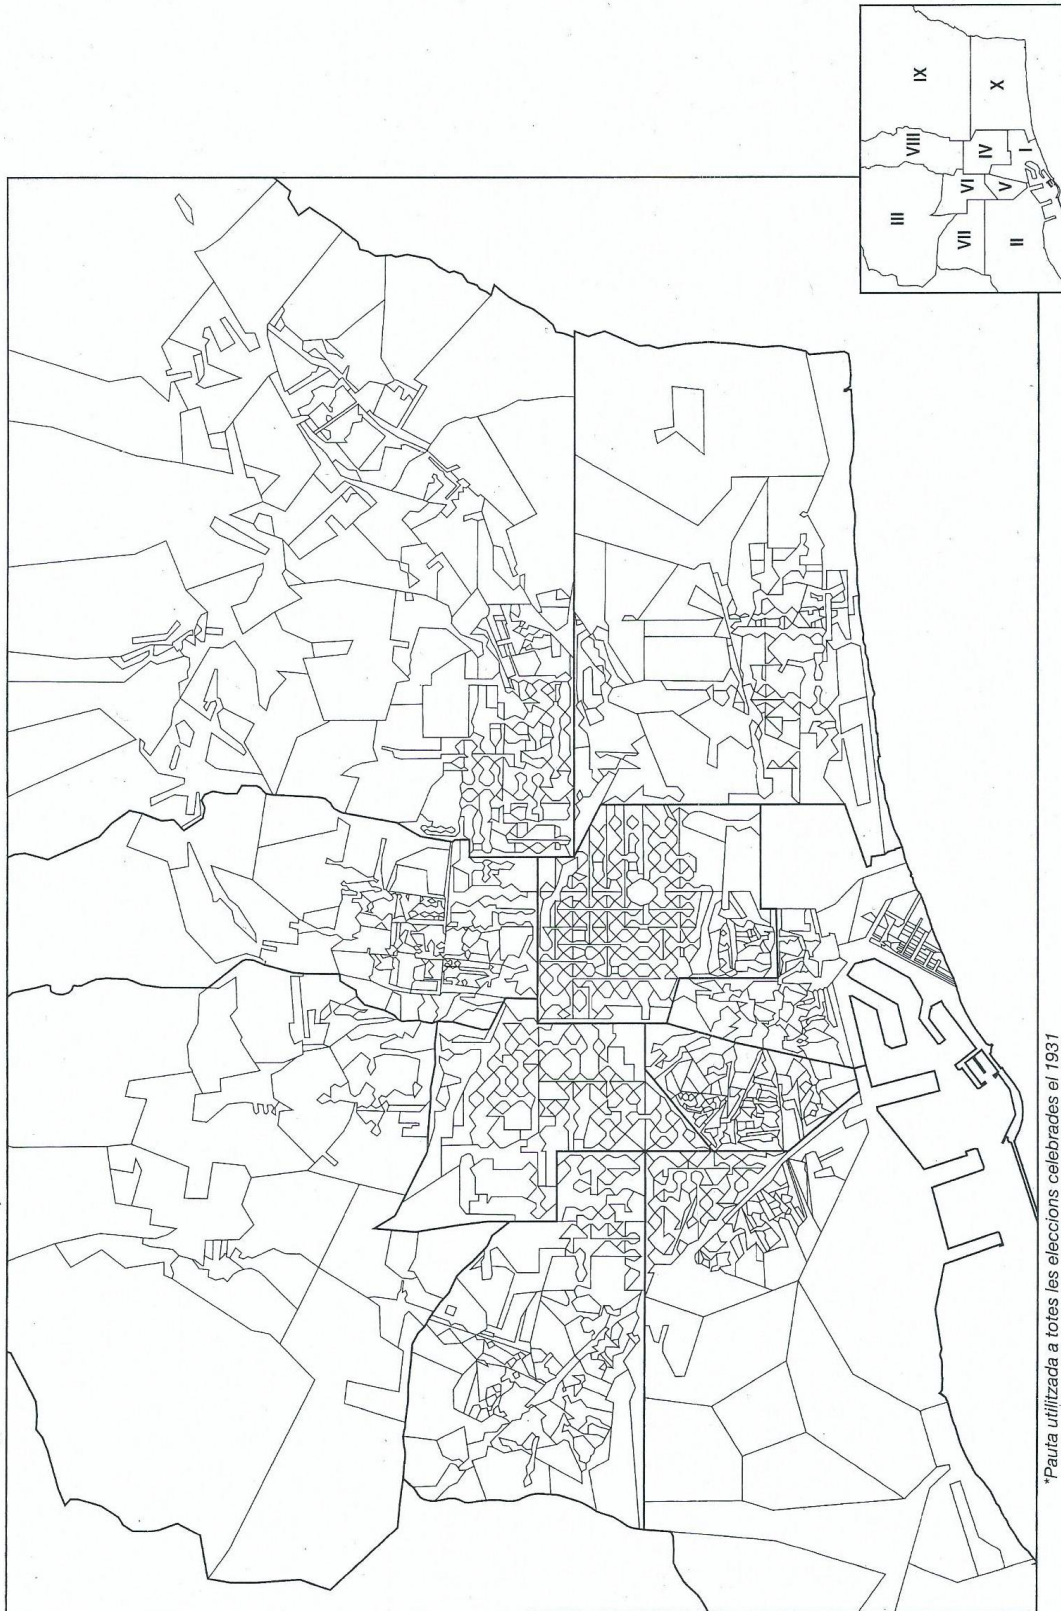 IX
X
VIII
IV
I
III
VI
V
VII
II
*Pauta utilitzada a totes les eleccions celebrades el 1931